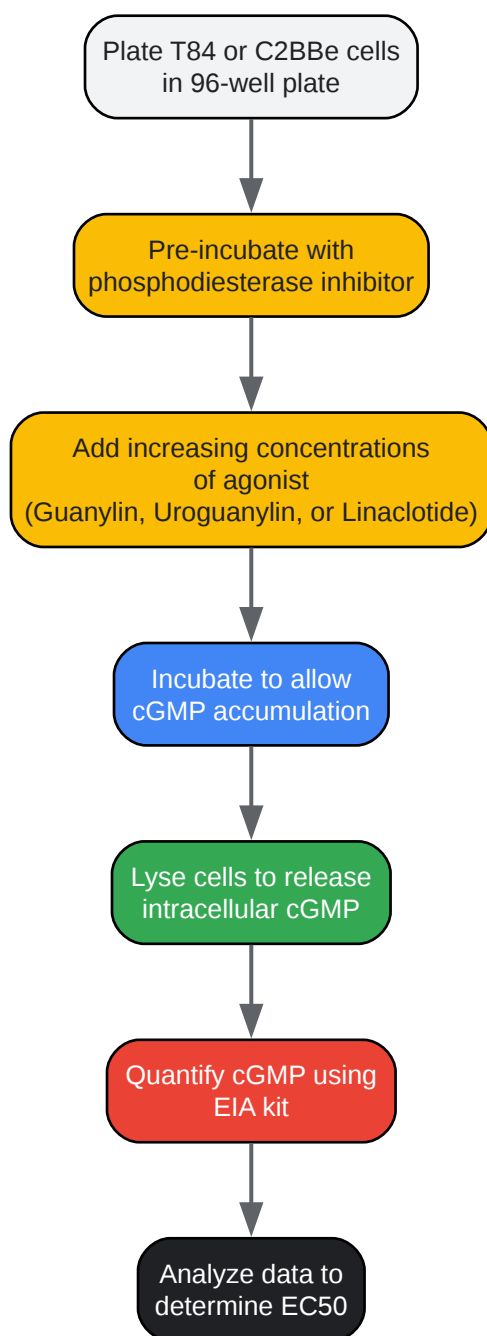 Plate T84 or C2BBe cells
in 96-well plate
Pre-incubate with
phosphodiesterase inhibitor
Add increasing concentrations
of agonist
(Guanylin, Uroguanylin, or Linaclotide)
Incubate to allow
cGMP accumulation
Lyse cells to release
intracellular cGMP
Quantify cGMP using
EIA kit
Analyze data to
determine EC50